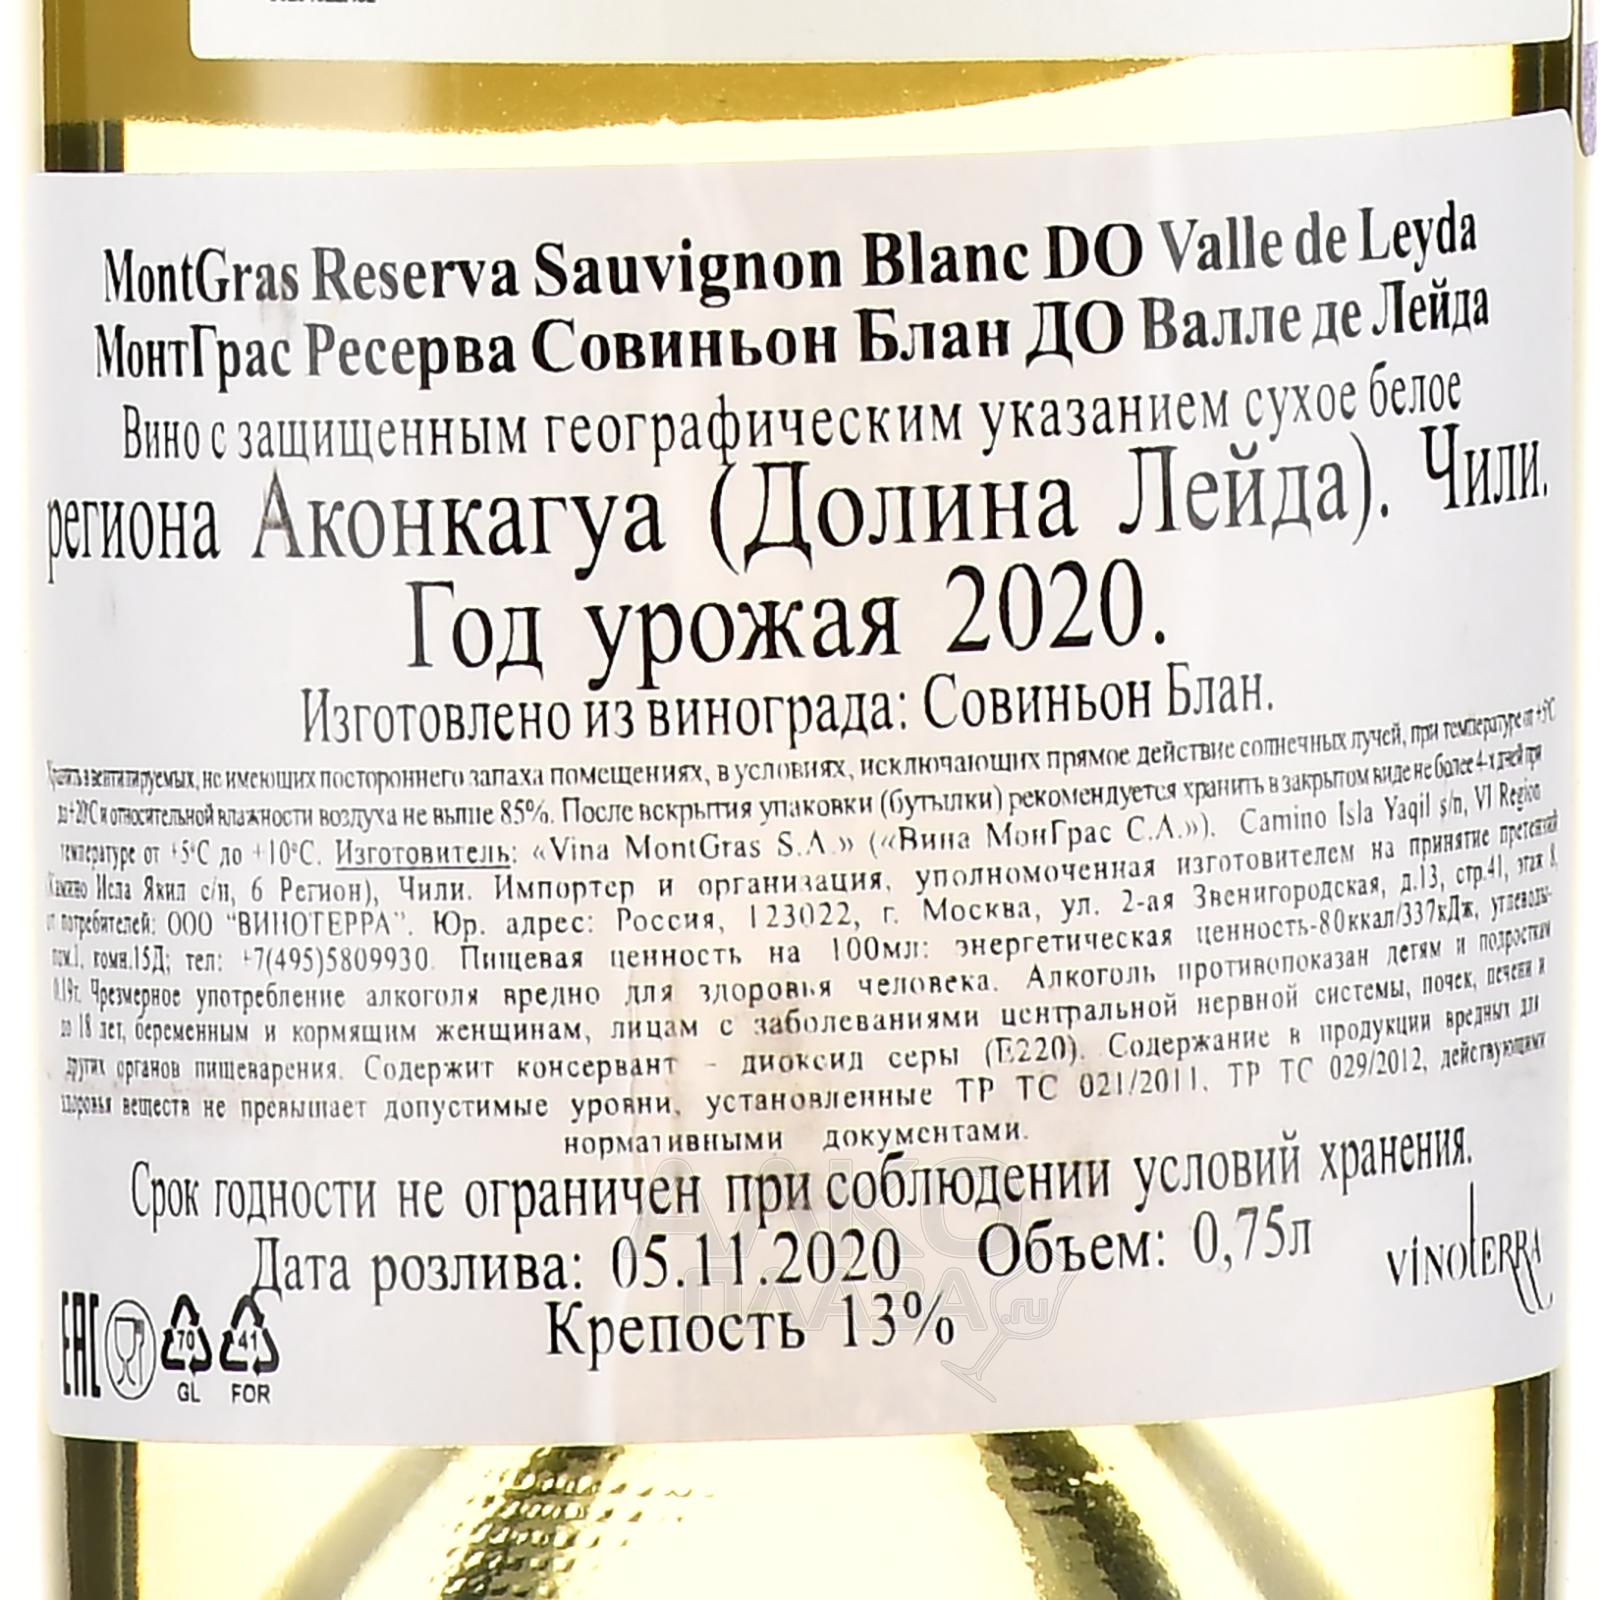 MontGras Reserva Sauvignon Blanc DO Valle de Leyda
МонтГрас Ресерва Совиньон Блан ДО Валле де Лейда
Вино с защищенным географическим указанием сухое белое
региона Аконкагуа (Долина Лейда). Чили.
Год урожая 2020.
Изготовлено из винограда: Совиньон Блан.
Хранить в вентилируемых, не имеющих постороннего запаха помещениях, в условиях, исключающих прямое действие солнечных лучей, при температуре от +5°С
до +20°С и относительной влажности воздуха не выше 85%. После вскрытия упаковки (бутылки) рекомендуется хранить в закрытом виде не более 4-х дней при
температуре от +5°С до +10°С. Изготовитель: «Vina MontGras S.A.» («Вина МонГрас С.А.»). Camino Isla Yaqil s/n, VI Region
(Камино Исла Якил с/н, 6 Регион), Чили. Импортер и организация, уполномоченная изготовителем на принятие претензий
от потребителей: ООО "ВИНОТЕРРА". Юр. адрес: Россия, 123022, г. Москва, ул. 2-ая Звенигородская, д.13, стр.41, этаж 8,
пом.I, комн.15Д; тел: +7(495)5809930. Пищевая ценность на 100мл: энергетическая ценность-80ккал/337кДж, углеводы-
0,19г. Чрезмерное употребление алкоголя вредно для здоровья человека. Алкоголь противопоказан детям и подросткам
до 18 лет, беременным и кормящим женщинам, лицам с заболеваниями центральной нервной системы, почек, печени и
других органов пищеварения. Содержит консервант - диоксид серы (Е220). Содержание в продукции вредных для
здоровья веществ не превышает допустимые уровни, установленные ТР ТС 021/2011, ТР ТС 029/2012, действующими
нормативными документами.
Срок годности не ограничен при соблюдении условий хранения.
Дата розлива: 05.11.2020 Объем: 0,75л
VINOTERRA
Крепость 13%
EAC
70 41
GL FOR
АЛКО
ПЛАЗА.ru